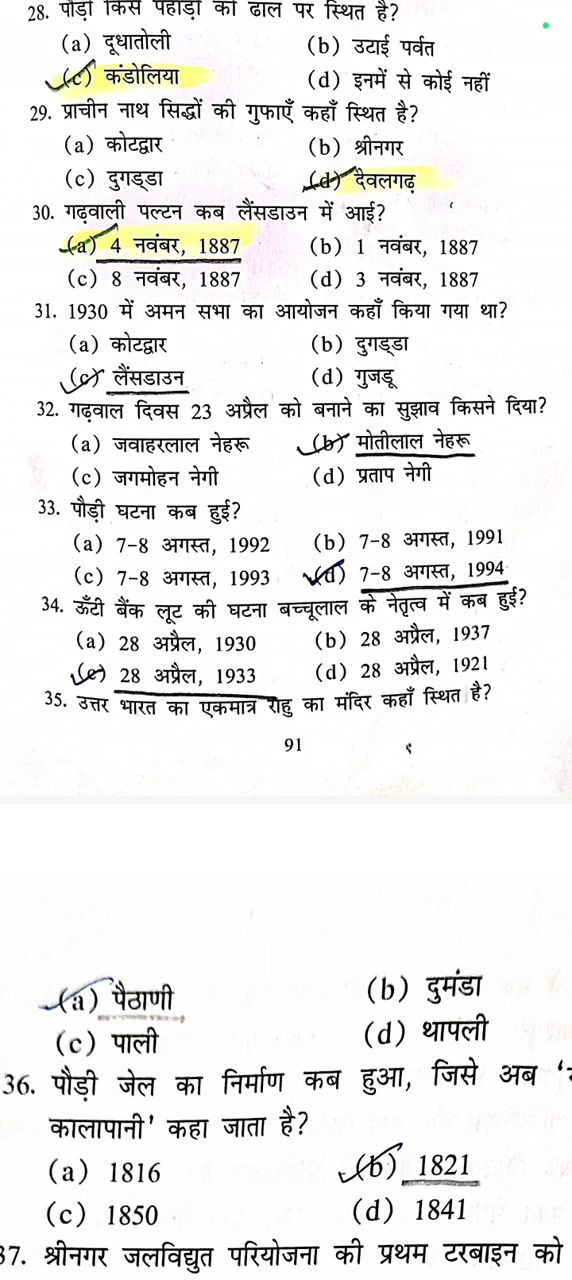 28. पौड़ी किस पहाड़ी की ढाल पर स्थित है?
(a) दूधातोली (b) उटाई पर्वत
(c) कंडोलिया (d) इनमें से कोई नहीं
29. प्राचीन नाथ सिद्धों की गुफाएँ कहाँ स्थित है?
(a) कोटद्वार (b) श्रीनगर
(c) दुगड्डा (d) देवलगढ़
30. गढ़वाली पल्टन कब लैंसडाउन में आई?
(a) 4 नवंबर, 1887 (b) 1 नवंबर, 1887
(c) 8 नवंबर, 1887 (d) 3 नवंबर, 1887
31. 1930 में अमन सभा का आयोजन कहाँ किया गया था?
(a) कोटद्वार (b) दुगड्डा
(c) लैंसडाउन (d) गुजडू
32. गढ़वाल दिवस 23 अप्रैल को बनाने का सुझाव किसने दिया?
(a) जवाहरलाल नेहरू (b) मोतीलाल नेहरू
(c) जगमोहन नेगी (d) प्रताप नेगी
33. पौड़ी घटना कब हुई?
(a) 7-8 अगस्त, 1992 (b) 7-8 अगस्त, 1991
(c) 7-8 अगस्त, 1993 (d) 7-8 अगस्त, 1994
34. ऊँटी बैंक लूट की घटना बच्चूलाल के नेतृत्व में कब हुई?
(a) 28 अप्रैल, 1930 (b) 28 अप्रैल, 1937
(c) 28 अप्रैल, 1933 (d) 28 अप्रैल, 1921
35. उत्तर भारत का एकमात्र राहु का मंदिर कहाँ स्थित है?
91
(a) पैठाणी (b) दुमंडा
(c) पाली (d) थापली
36. पौड़ी जेल का निर्माण कब हुआ, जिसे अब
कालापानी' कहा जाता है?
(a) 1816 (b) 1821
(c) 1850 (d) 1841
37. श्रीनगर जलविद्युत परियोजना की प्रथम टरबाइन को